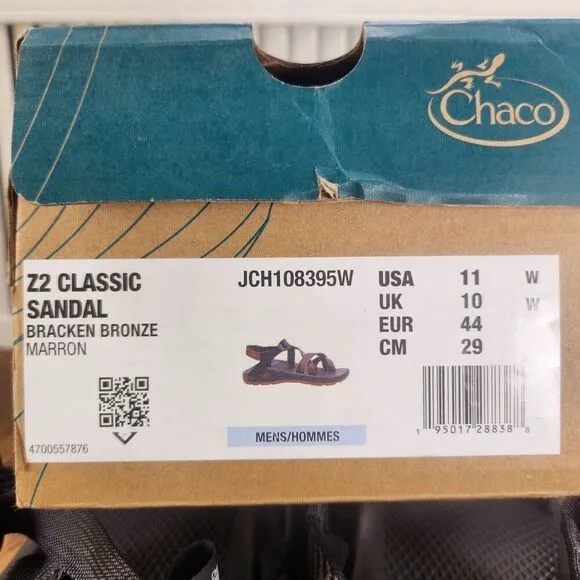 Chaco
Z2 CLASSIC
SANDAL
BRACKEN BRONZE
MARRON
4700557876
JCH108395W
MENS/HOMMES
USA 11 W
UK 10 W
EUR 44
CM 29
1 95017 28838 8